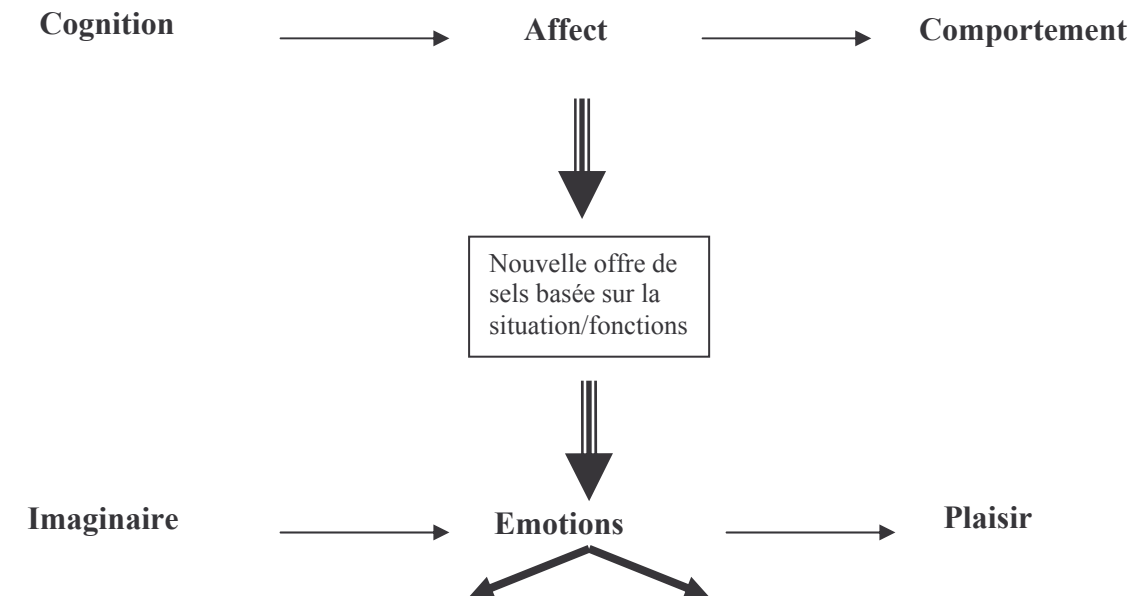 Cognition
Affect
Comportement
Nouvelle offre de
sels basée sur la
situation/fonctions
Imaginaire
Emotions
Plaisir